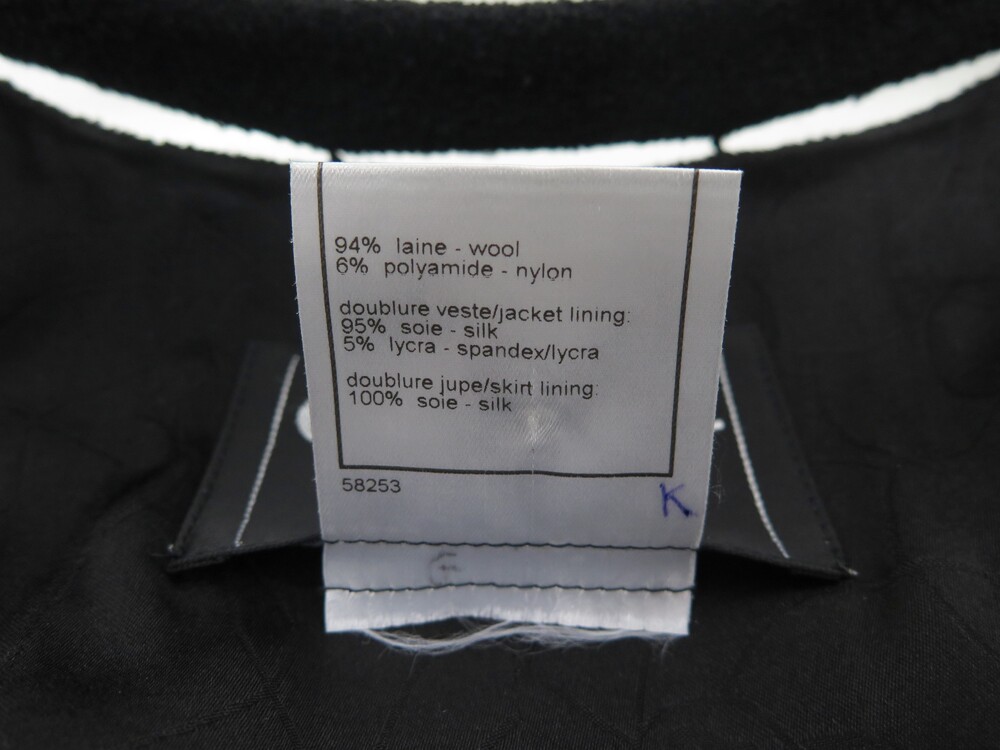 94% laine - wool
6% polyamide - nylon
doublure veste/jacket lining:
95% soie - silk
5% lycra - spandex/lycra
doublure jupe/skirt lining:
100% soie - silk
58253
K